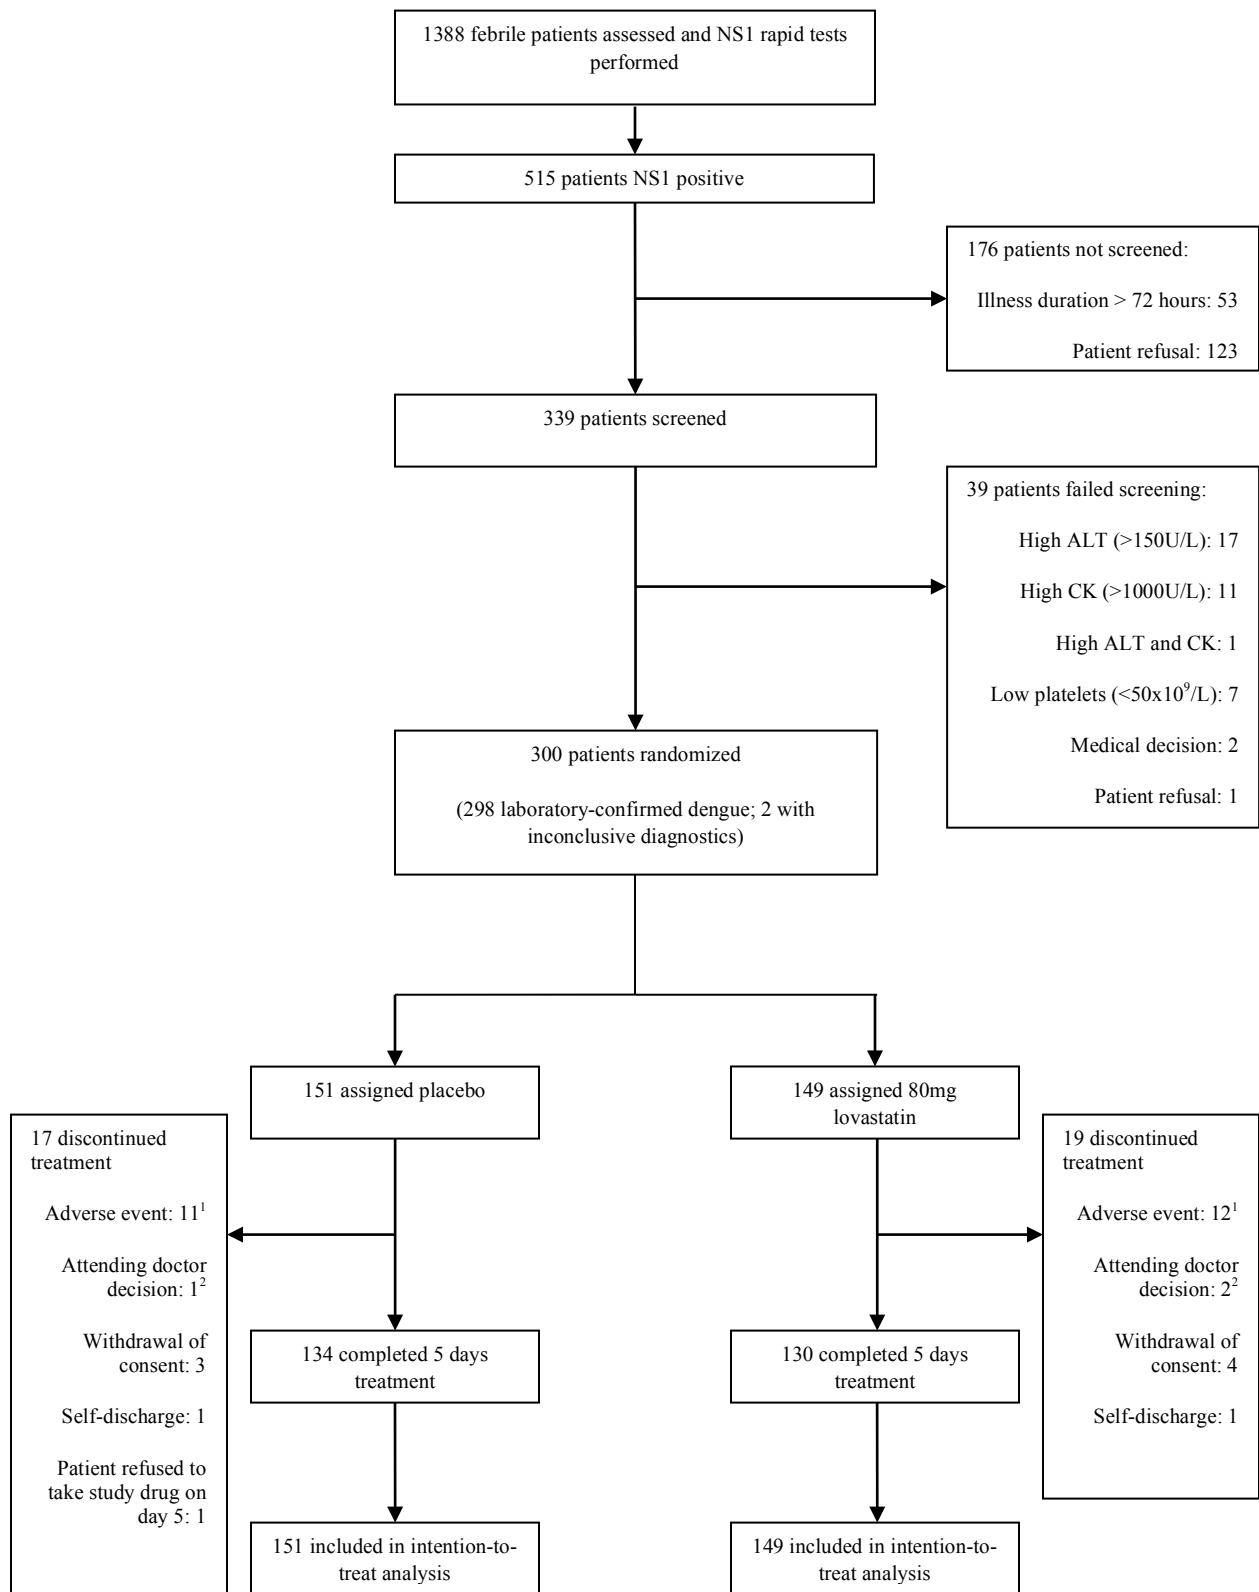 1388 febrile patients assessed and NS1 rapid tests
performed
515 patients NS1 positive
176 patients not screened:
Illness duration > 72 hours: 53
Patient refusal: 123
339 patients screened
39 patients failed screening:
High ALT (>150U/L): 17
High CK (>1000U/L): 11
High ALT and CK: 1
Low platelets (<50x10⁹/L): 7
Medical decision: 2
Patient refusal: 1
300 patients randomized
(298 laboratory-confirmed dengue; 2 with
inconclusive diagnostics)
151 assigned placebo
149 assigned 80mg
lovastatin
17 discontinued
treatment
Adverse event: 11¹
Attending doctor
decision: 1²
Withdrawal of
consent: 3
Self-discharge: 1
Patient refused to
take study drug on
day 5: 1
19 discontinued
treatment
Adverse event: 12¹
Attending doctor
decision: 2²
Withdrawal of
consent: 4
Self-discharge: 1
134 completed 5 days
treatment
130 completed 5 days
treatment
151 included in intention-to-
treat analysis
149 included in intention-to-
treat analysis